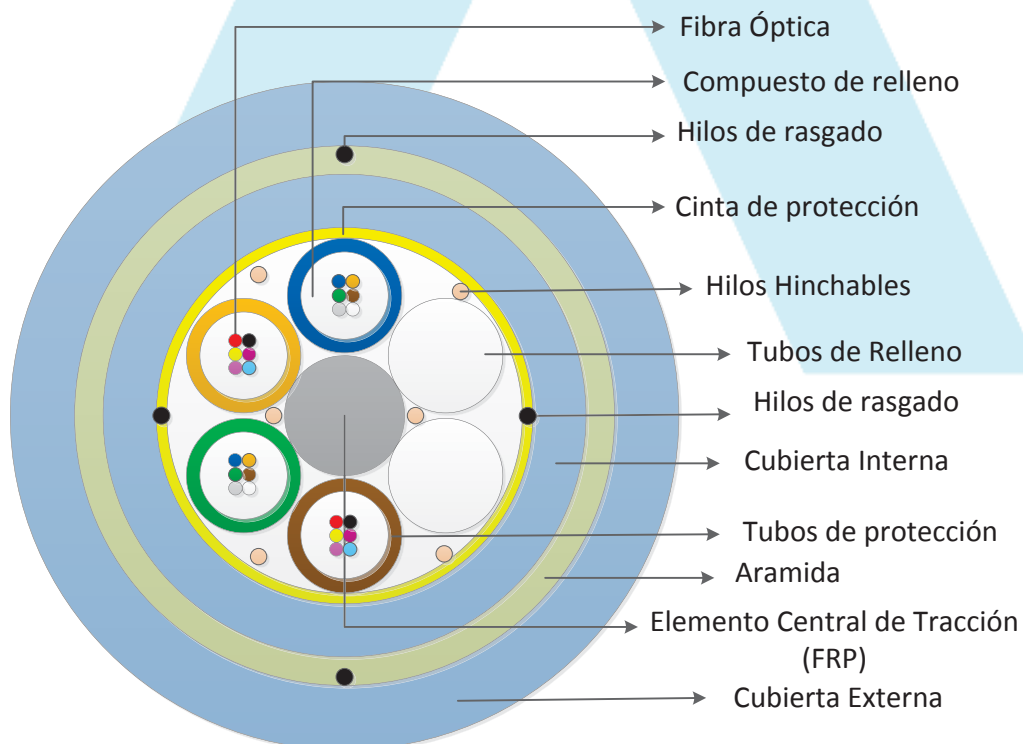 Fibra Óptica
Compuesto de relleno
Hilos de rasgado
Cinta de protección
Hilos Hinchables
Tubos de Relleno
Hilos de rasgado
Cubierta Interna
Tubos de protección
Aramida
Elemento Central de Tracción
(FRP)
Cubierta Externa